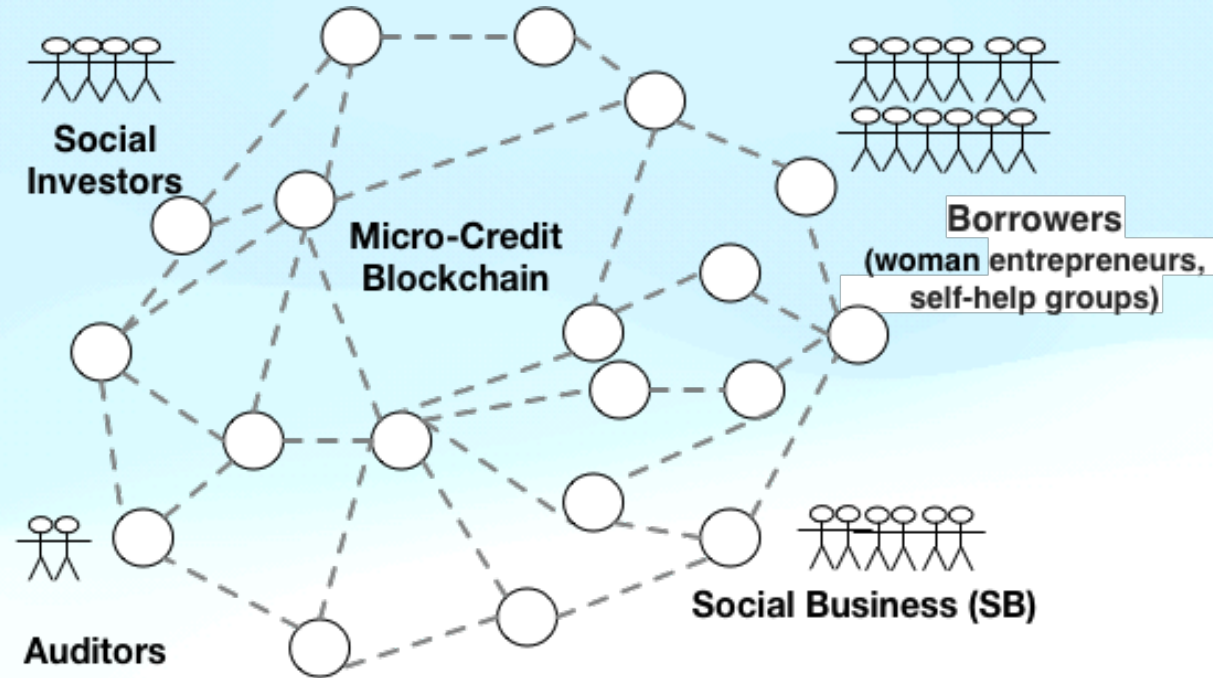 Social
Investors
Micro-Credit
Blockchain
Borrowers
(woman entrepreneurs,
self-help groups)
Social Business (SB)
Auditors